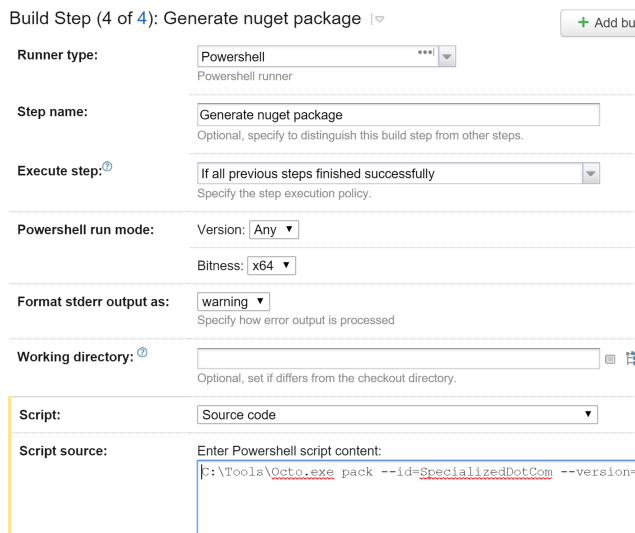 Build Step (4 of 4): Generate nuget package
+ Add bu
Runner type:
Powershell
Powershell runner
Step name:
Generate nuget package
Optional, specify to distinguish this build step from other steps.
Execute step:
If all previous steps finished successfully
Specify the step execution policy.
Powershell run mode:
Version: Any
Bitness: x64
Format stderr output as:
warning
Specify how error output is processed
Working directory:
Optional, set if differs from the checkout directory.
Script:
Source code
Script source:
Enter Powershell script content:
C:\Tools\Octo.exe pack --id=SpecializedDotCom --version=